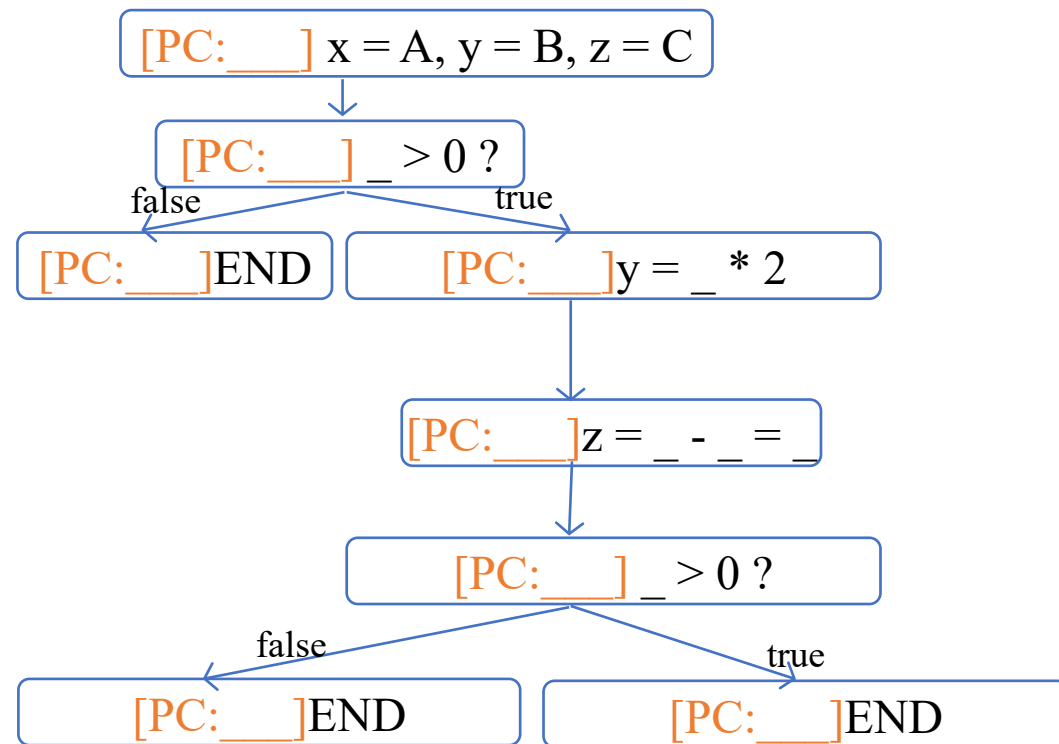 [PC:___] x = A, y = B, z = C
[PC:___] _ > 0 ?
false true
[PC:___]END [PC:___]y = _ * 2
[PC:___]z = _ - _ = _
[PC:___] _ > 0 ?
false true
[PC:___]END [PC:___]END